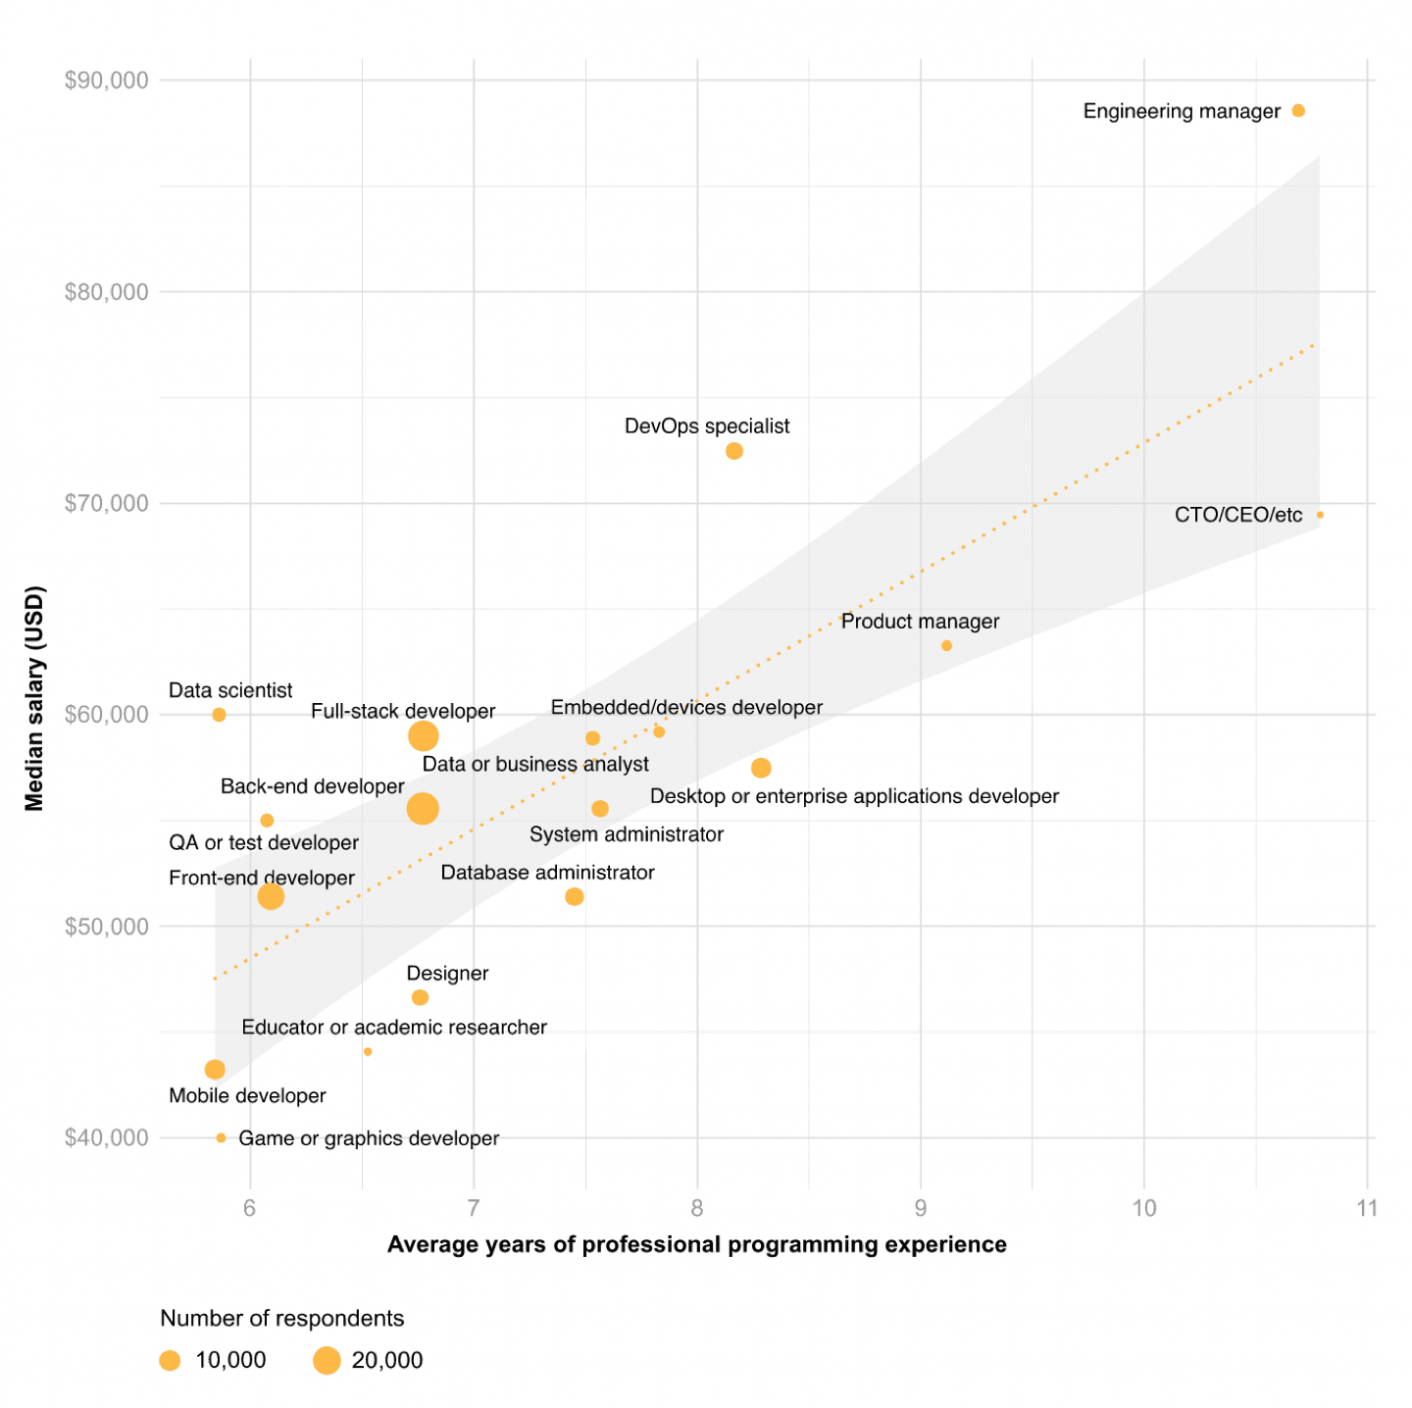 $90,000
Engineering manager
$80,000
DevOps specialist
$70,000
CTO/CEO/etc
Product manager
Median salary (USD)
Data scientist
Full-stack developer
Embedded/devices developer
$60,000
Data or business analyst
Back-end developer
Desktop or enterprise applications developer
System administrator
QA or test developer
Database administrator
Front-end developer
$50,000
Designer
Educator or academic researcher
Mobile developer
$40,000
Game or graphics developer
6 7 8 9 10 11
Average years of professional programming experience
Number of respondents
10,000 20,000